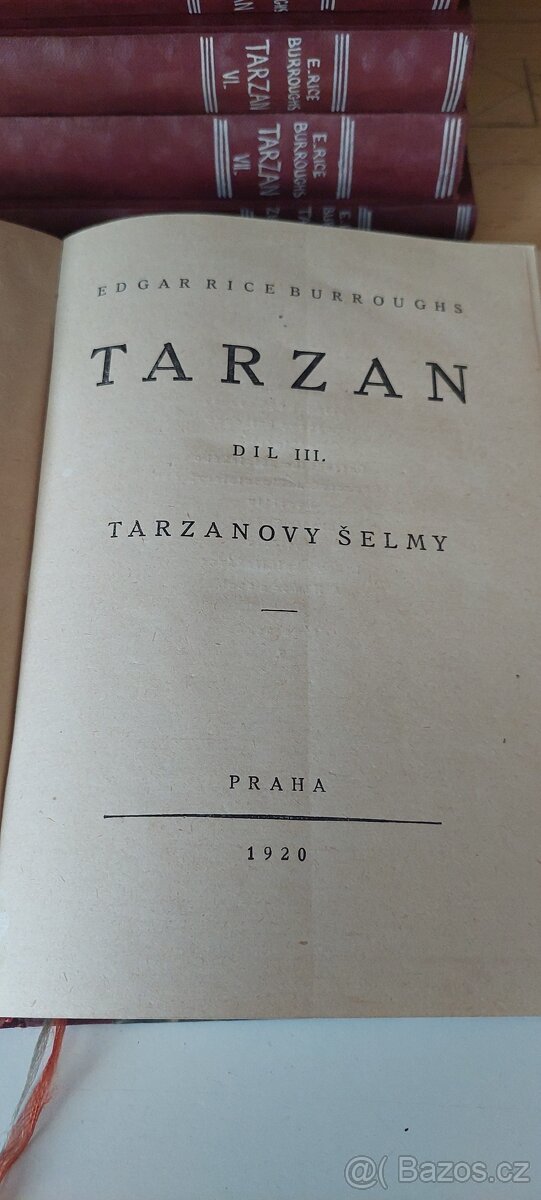 E. RICE
BURROUGHS
TARZAN
VI.
E. RICE
BURROUGHS
TARZAN
VII.
EDGAR RICE BURROUGHS
TARZAN
DIL III.
TARZANOVY ŠELMY
PRAHA
1920
Bazos.cz